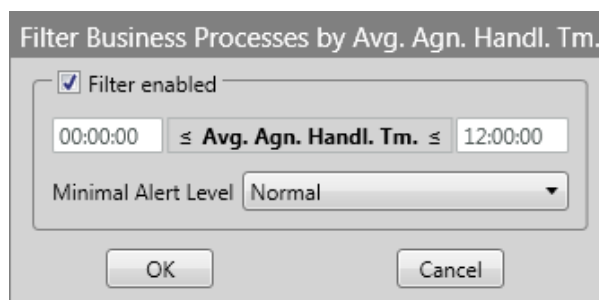 Filter Business Processes by Avg. Agn. Handl. Tm.
Filter enabled
00:00:00 ≤ Avg. Agn. Handl. Tm. ≤ 12:00:00
Minimal Alert Level Normal
OK Cancel